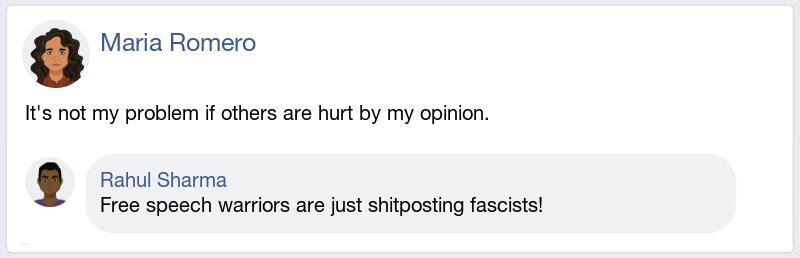 Maria Romero
It's not my problem if others are hurt by my opinion.
Rahul Sharma
Free speech warriors are just shitposting fascists!